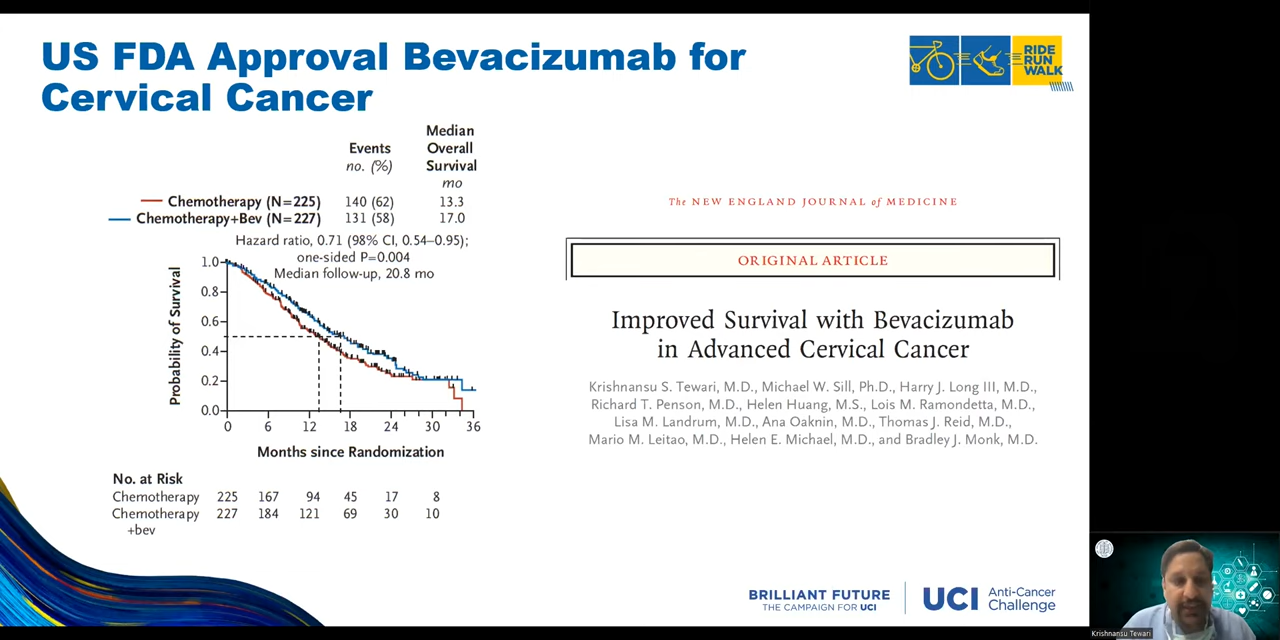 US FDA Approval Bevacizumab for
Cervical Cancer
RIDE
RUN
WALK
Median
Overall
Survival
Events
no. (%)
mo
Chemotherapy (N=225) 140 (62) 13.3
Chemotherapy+Bev (N=227) 131 (58) 17.0
Hazard ratio, 0.71 (98% CI, 0.54–0.95);
one-sided P=0.004
Median follow-up, 20.8 mo
Probability of Survival
1.0
0.8
0.6
0.4
0.2
0.0
0 6 12 18 24 30 36
Months since Randomization
No. at Risk
Chemotherapy 225 167 94 45 17 8
Chemotherapy 227 184 121 69 30 10
+bev
The NEW ENGLAND JOURNAL of MEDICINE
ORIGINAL ARTICLE
Improved Survival with Bevacizumab
in Advanced Cervical Cancer
Krishnansu S. Tewari, M.D., Michael W. Sill, Ph.D., Harry J. Long III, M.D.,
Richard T. Penson, M.D., Helen Huang, M.S., Lois M. Ramondetta, M.D.,
Lisa M. Landrum, M.D., Ana Oaknin, M.D., Thomas J. Reid, M.D.,
Mario M. Leitao, M.D., Helen E. Michael, M.D., and Bradley J. Monk, M.D.
BRILLIANT FUTURE
THE CAMPAIGN FOR UCI
UCI
Anti-Cancer
Challenge
Krishnansu Tewari